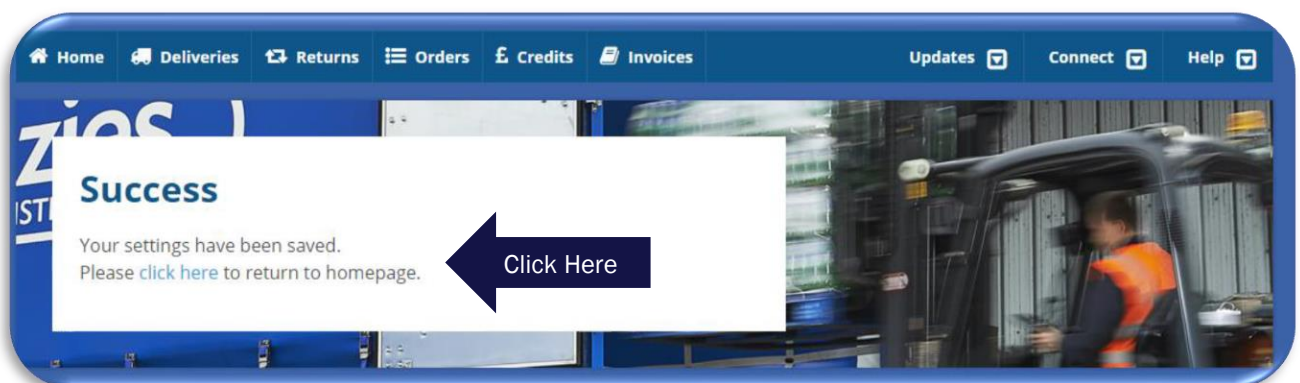 Home Deliveries Returns Orders £ Credits Invoices Updates Connect Help
Success
Your settings have been saved.
Please click here to return to homepage.
Click Here